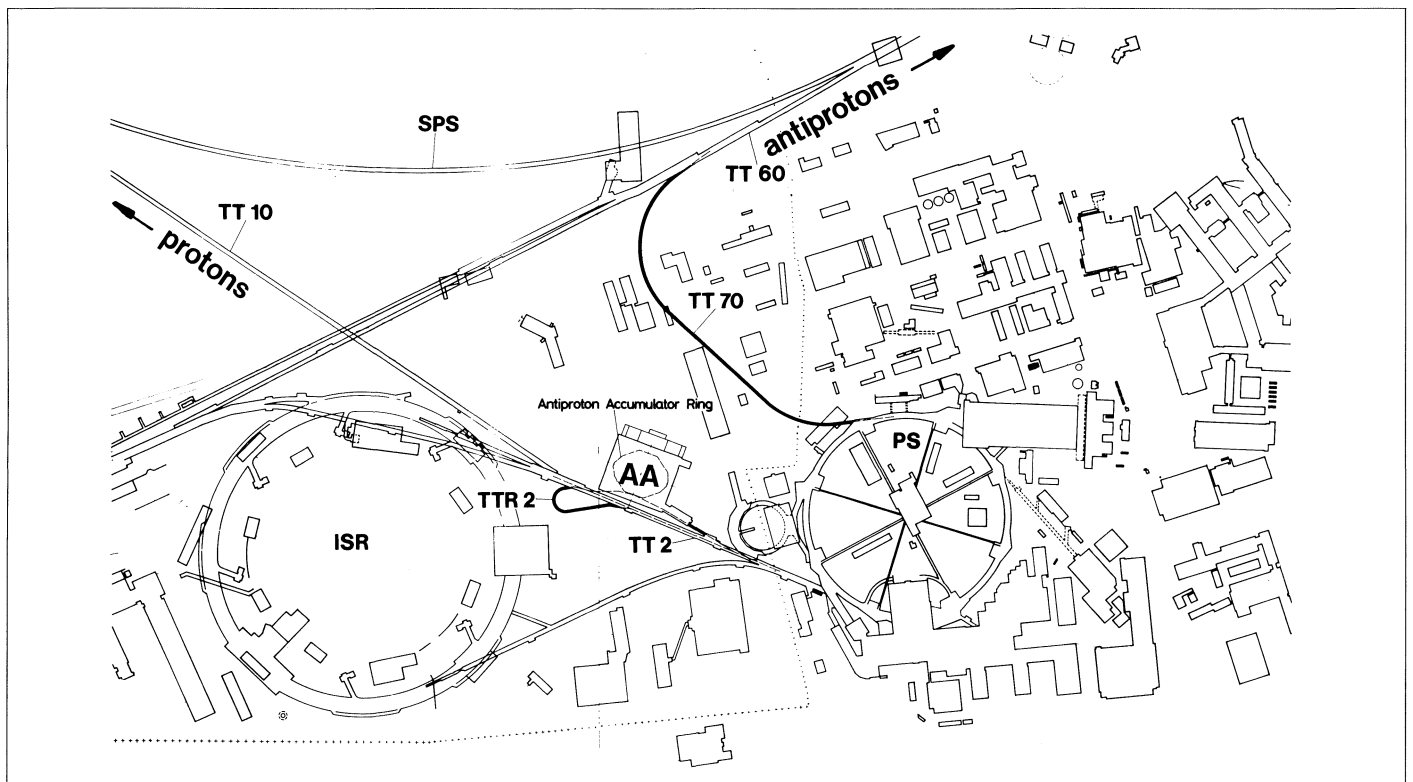 SPS
antiprotons
TT 60
TT 10
protons
TT 70
Antiproton Accumulator Ring
PS
AA
TTR 2
ISR
TT 2